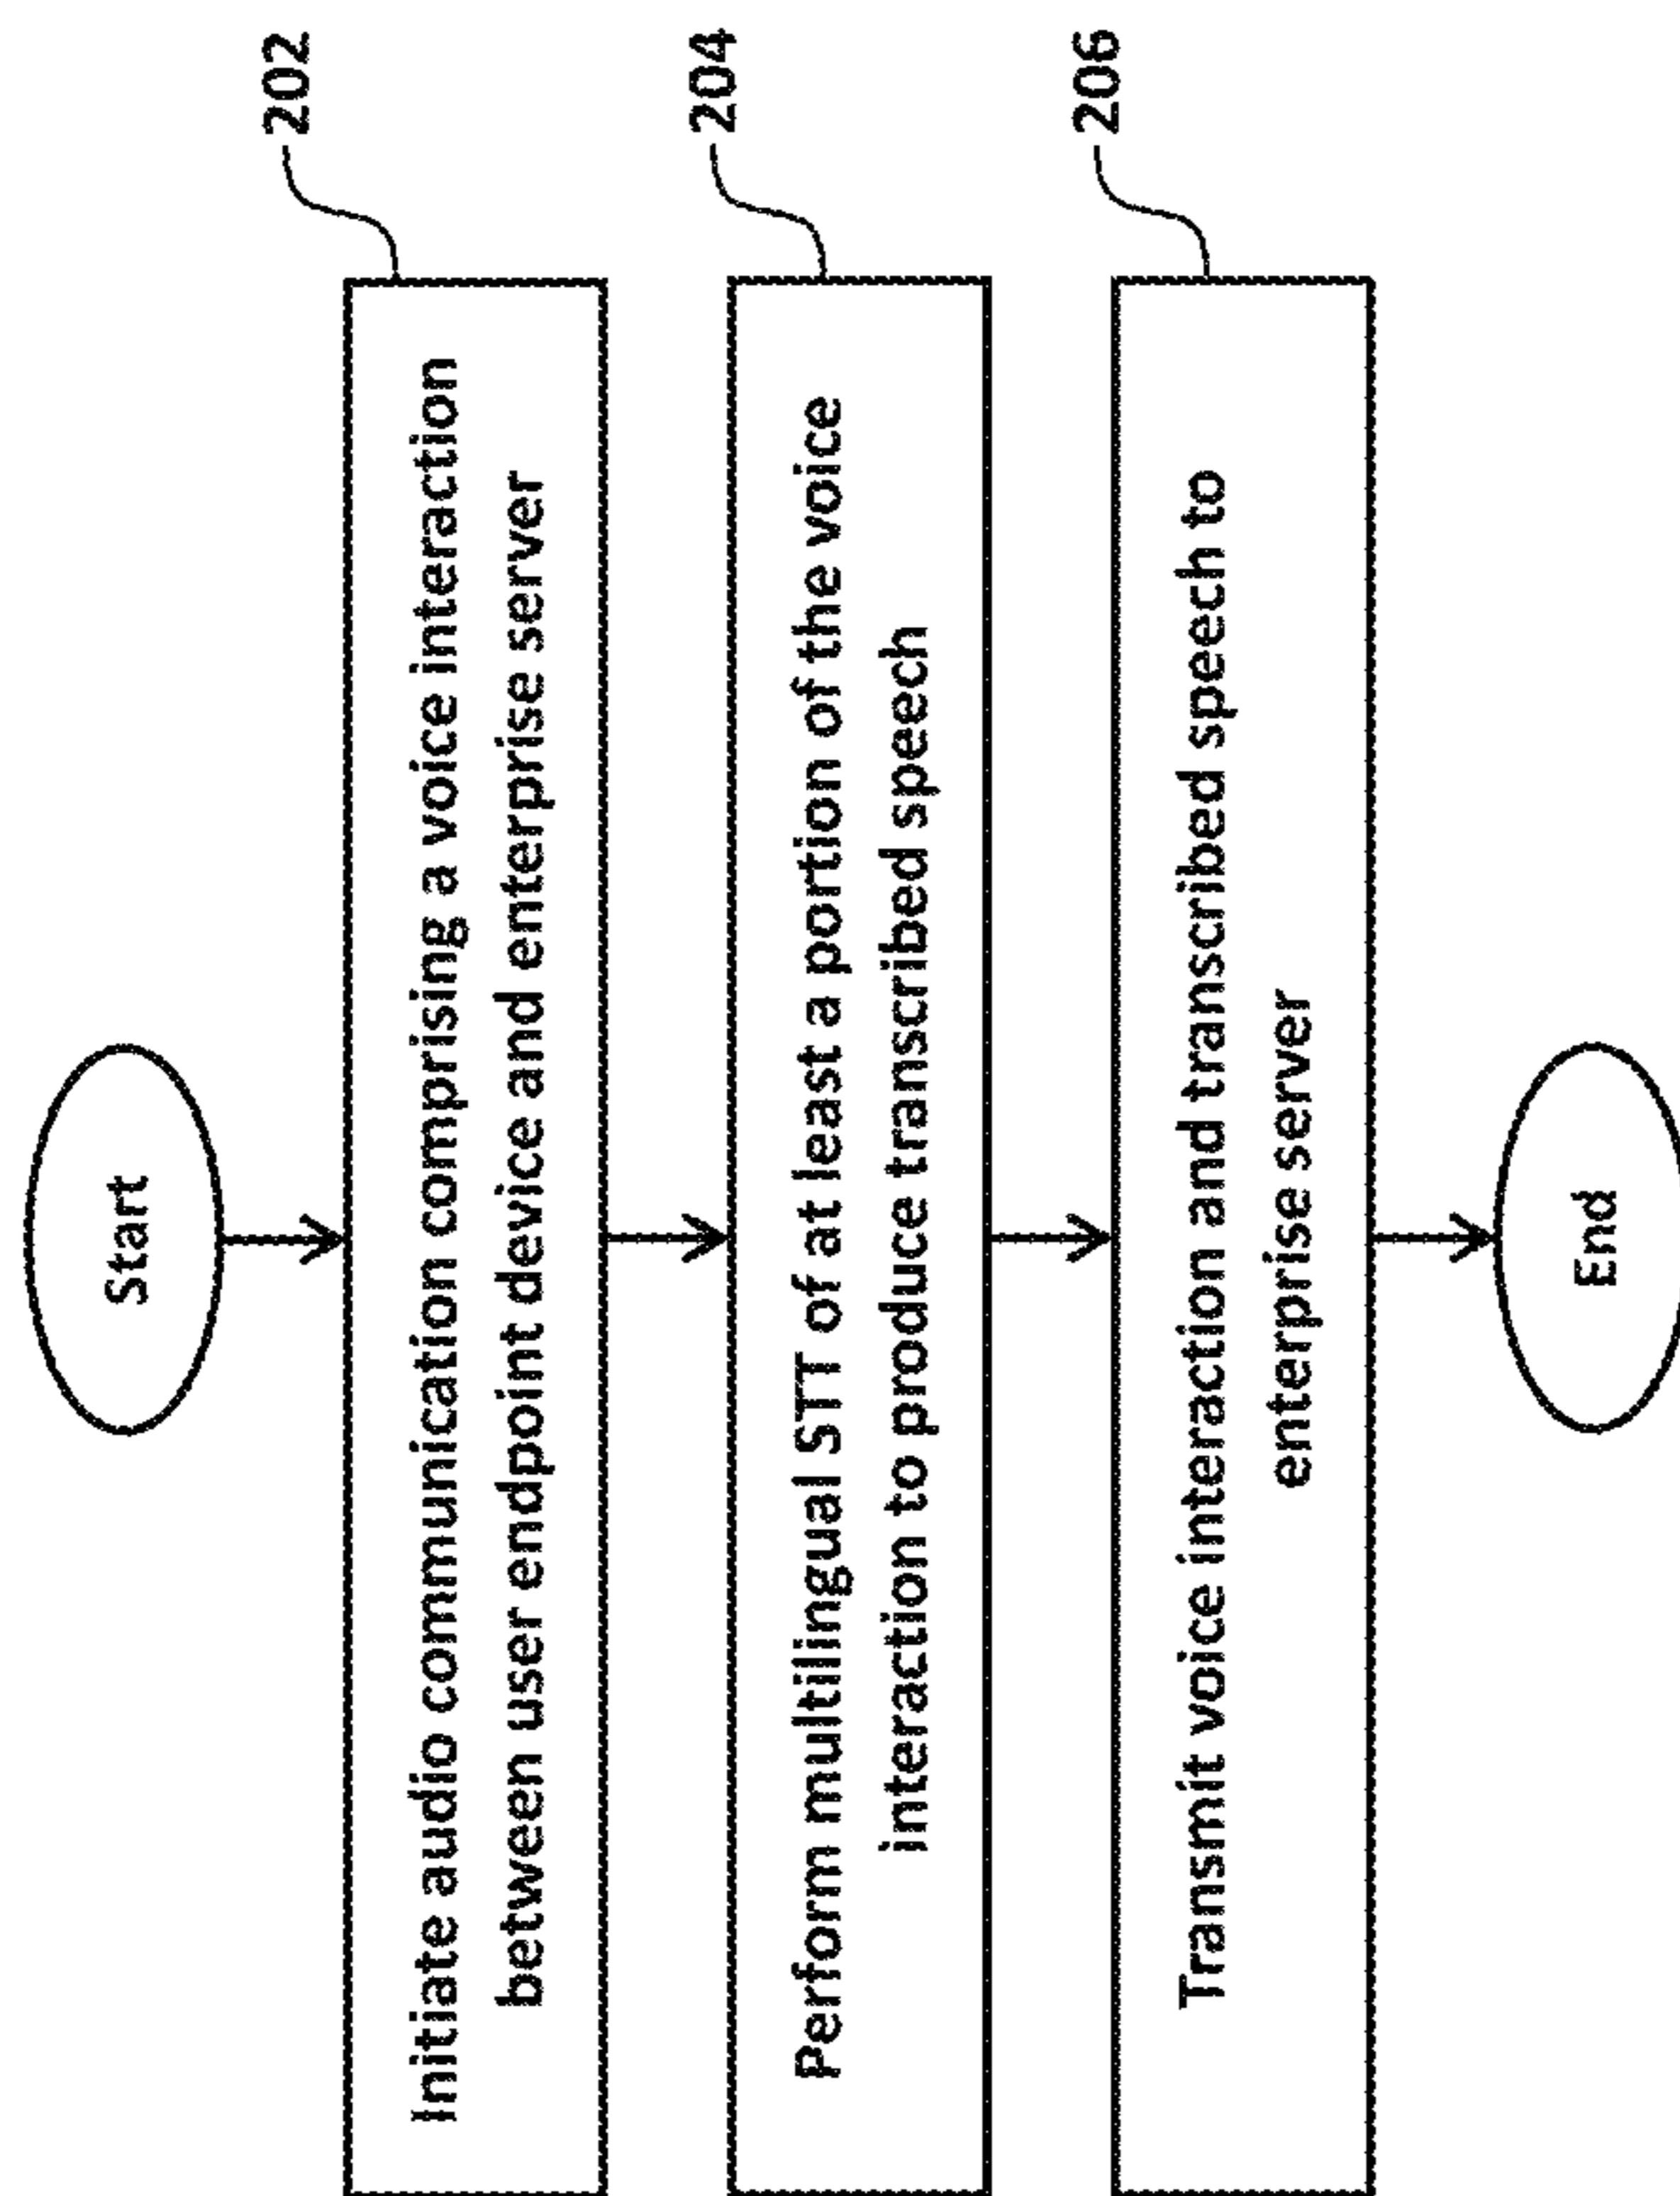 Start
202
Initiate audio communication comprising a voice interaction
between user endpoint device and enterprise server
204
Perform multilingual STT of at least a portion of the voice
interaction to produce transcribed speech
206
Transmit voice interaction and transcribed speech to
enterprise server
End